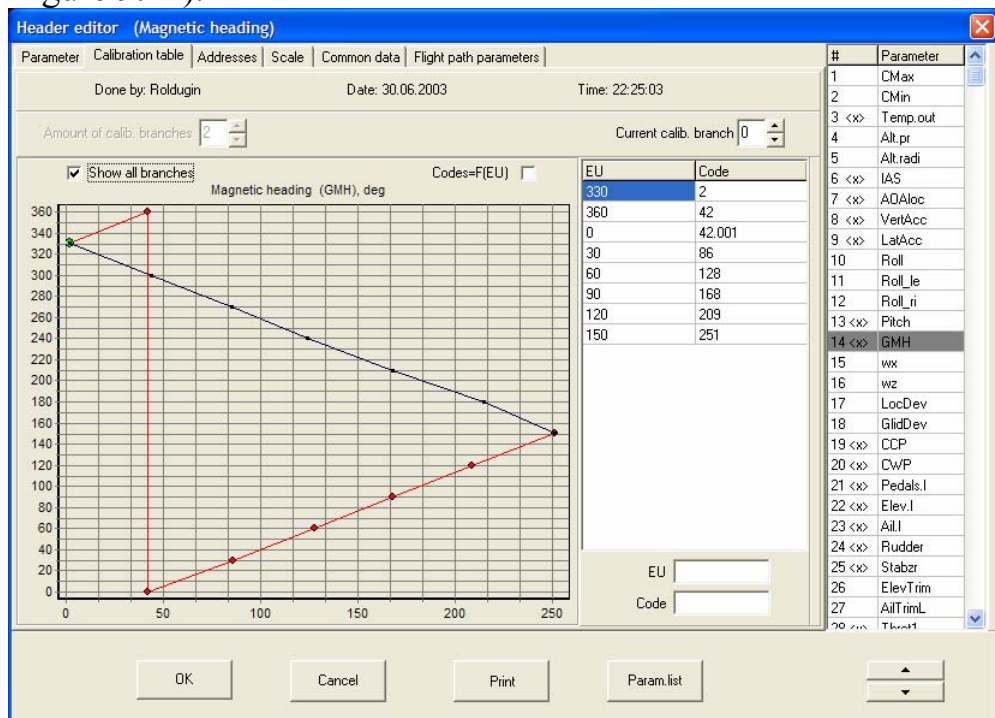 Header editor (Magnetic heading)
Parameter Calibration table Addresses Scale Common data Flight path parameters
Done by: Roldugin Date: 30.06.2003 Time: 22:25:03
Amount of calib. branches 2 Current calib. branch 0
Show all branches Codes=F(EU)
Magnetic heading (GMH), deg
360
340
320
300
280
260
240
220
200
180
160
140
120
100
80
60
40
20
0
0 50 100 150 200 250
EU Code
330 2
360 42
0 42.001
30 86
60 128
90 168
120 209
150 251
EU
Code
# Parameter
1 CMax
2 CMin
3 <x> Temp.out
4 Alt.pr
5 Alt.radi
6 <x> IAS
7 <x> AOAloc
8 <x> VertAcc
9 <x> LatAcc
10 Roll
11 Roll_le
12 Roll_ri
13 <x> Pitch
14 <x> GMH
15 wx
16 wz
17 LocDev
18 GlidDev
19 <x> CCP
20 <x> CWP
21 <x> Pedals.l
22 <x> Elev.l
23 <x> Ail.l
24 <x> Rudder
25 <x> Stabzr
26 ElevTrim
27 AilTrimL
28 <x> Throt1
OK Cancel Print Param.list